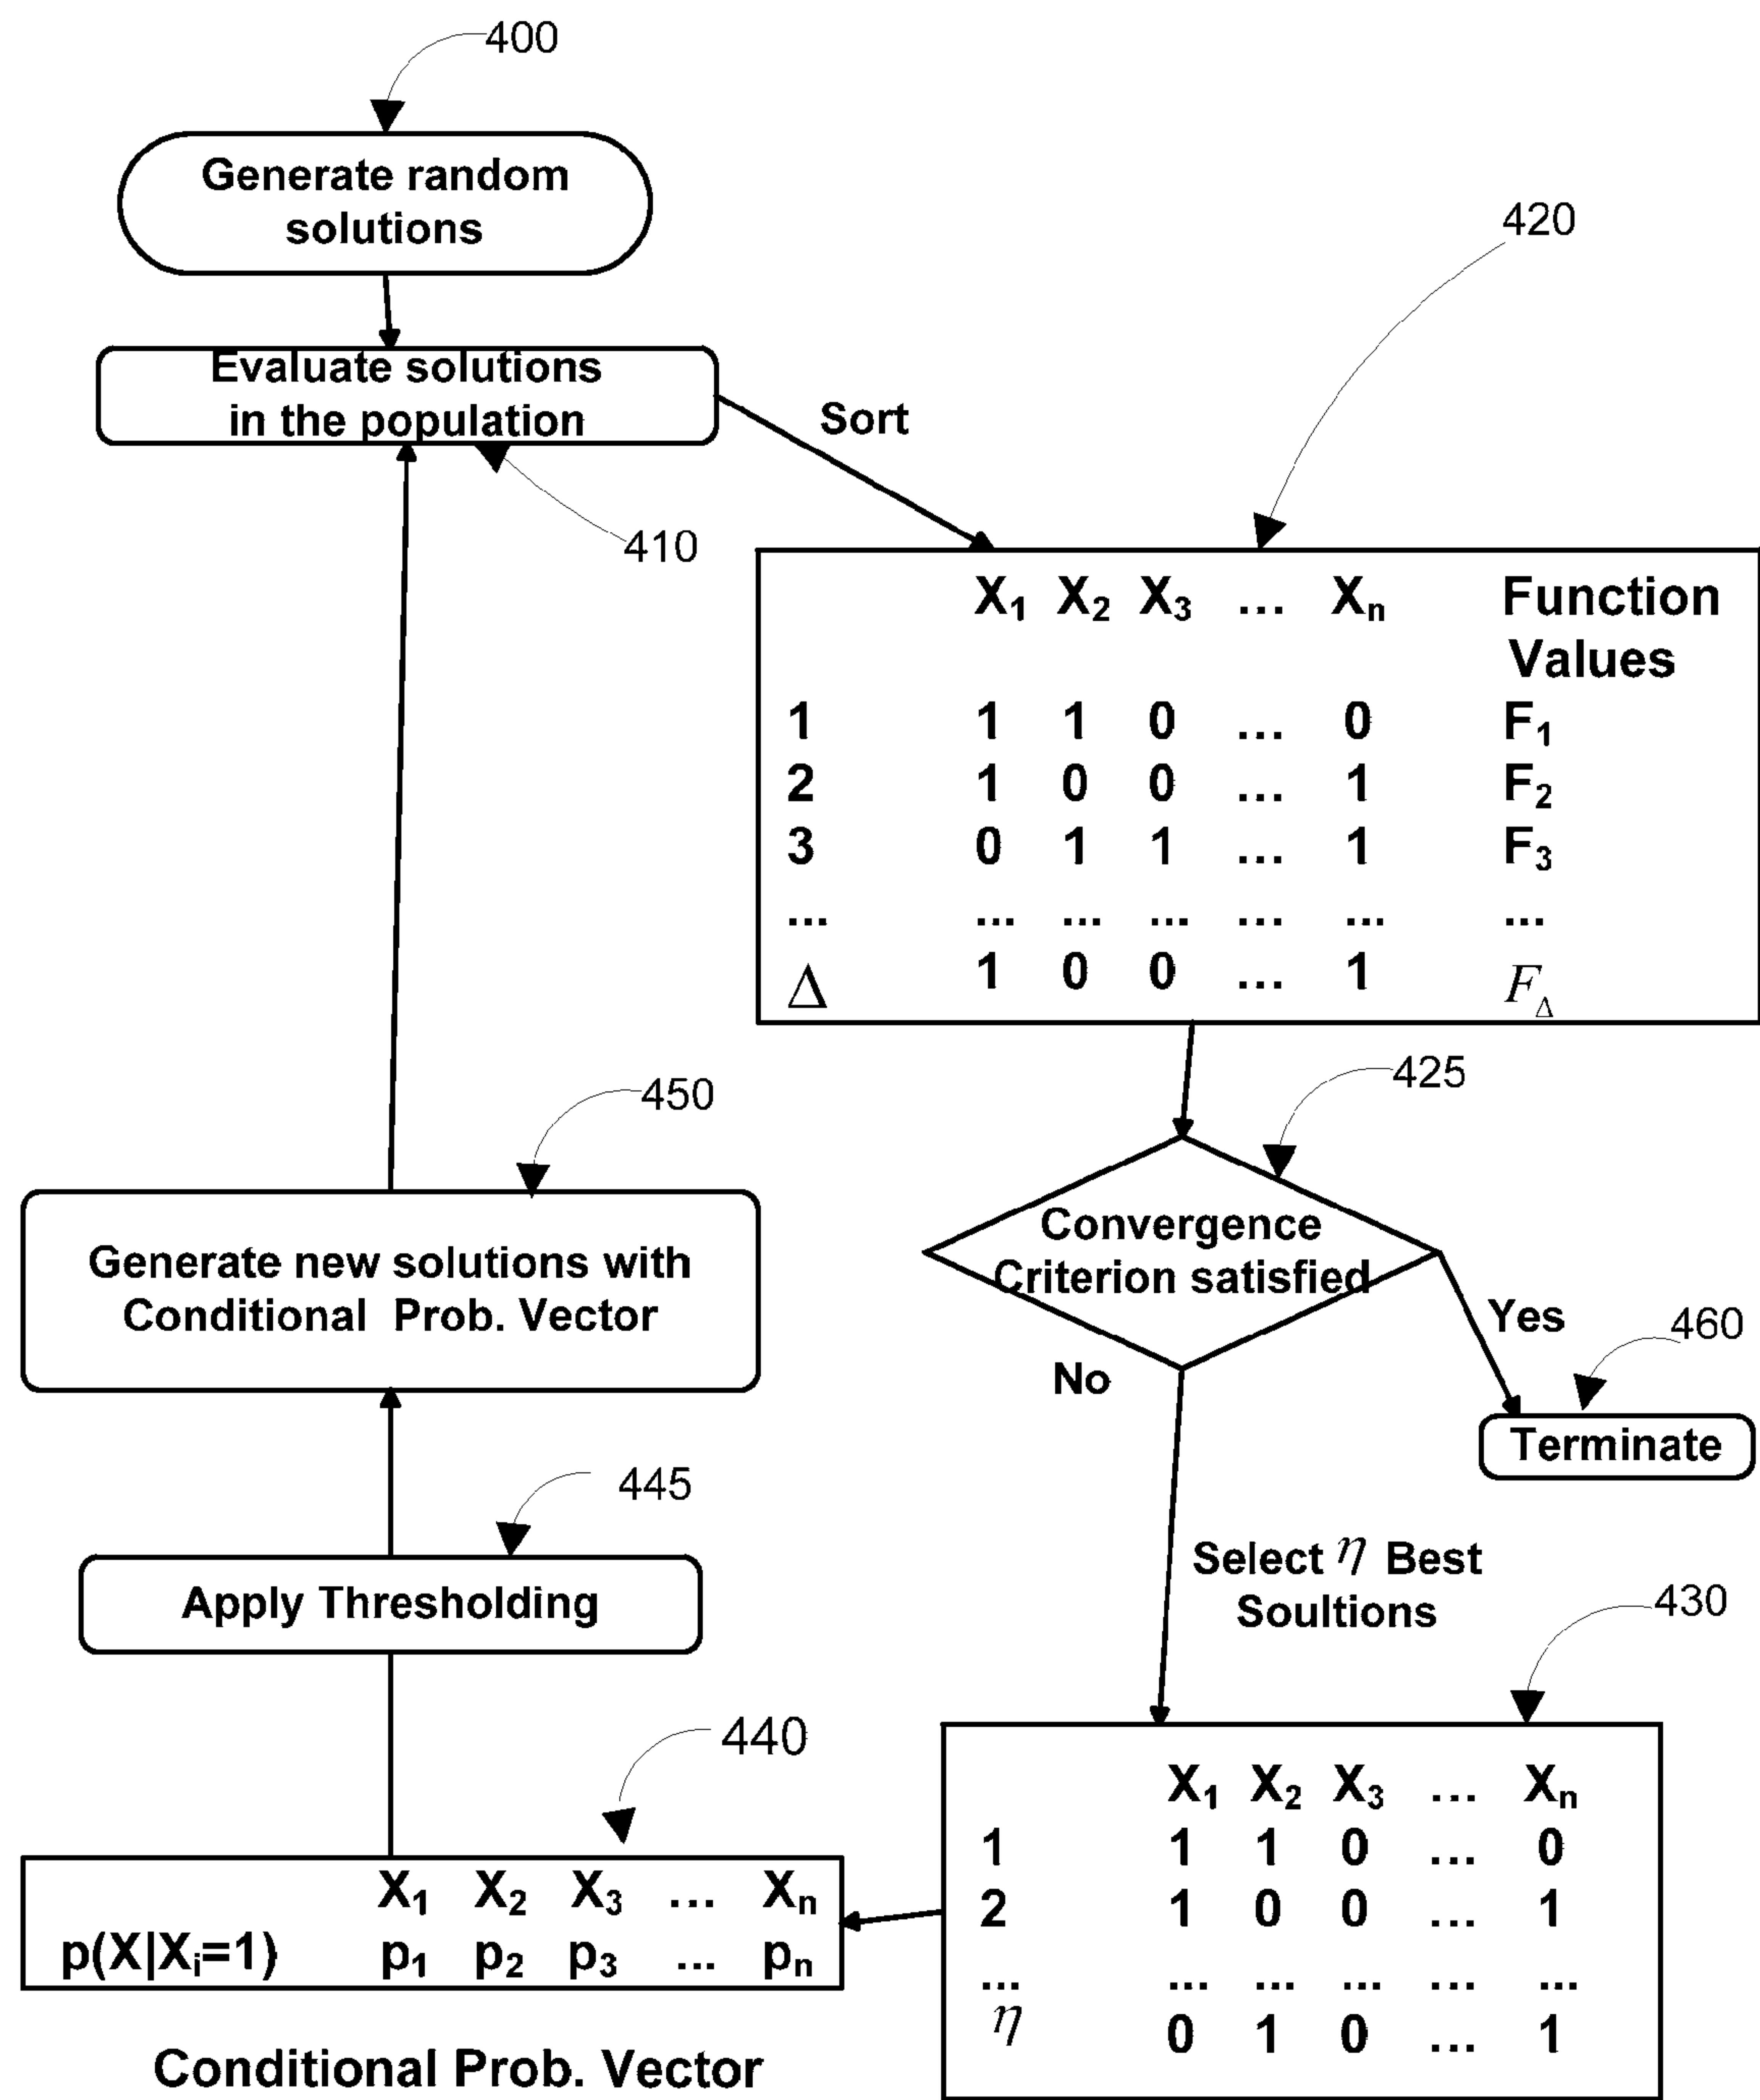 400
Generate random
solutions
420
Evaluate solutions
in the population
Sort
410
X1 X2 X3 ... Xn Function
Values
1 1 1 0 ... 0 F1
2 1 0 0 ... 1 F2
3 0 1 1 ... 1 F3
... ... ... ... ... ... ...
Δ 1 0 0 ... 1 FΔ
425
450
Convergence
Criterion satisfied
Generate new solutions with
Conditional Prob. Vector
Yes
460
No
Terminate
445
Select η Best
Soultions
Apply Thresholding
430
440
X1 X2 X3 ... Xn
1 1 1 0 ... 0
2 1 0 0 ... 1
... ... ... ... ... ...
η 0 1 0 ... 1
X1 X2 X3 ... Xn
p(X|Xi=1) p1 p2 p3 ... pn
Conditional Prob. Vector